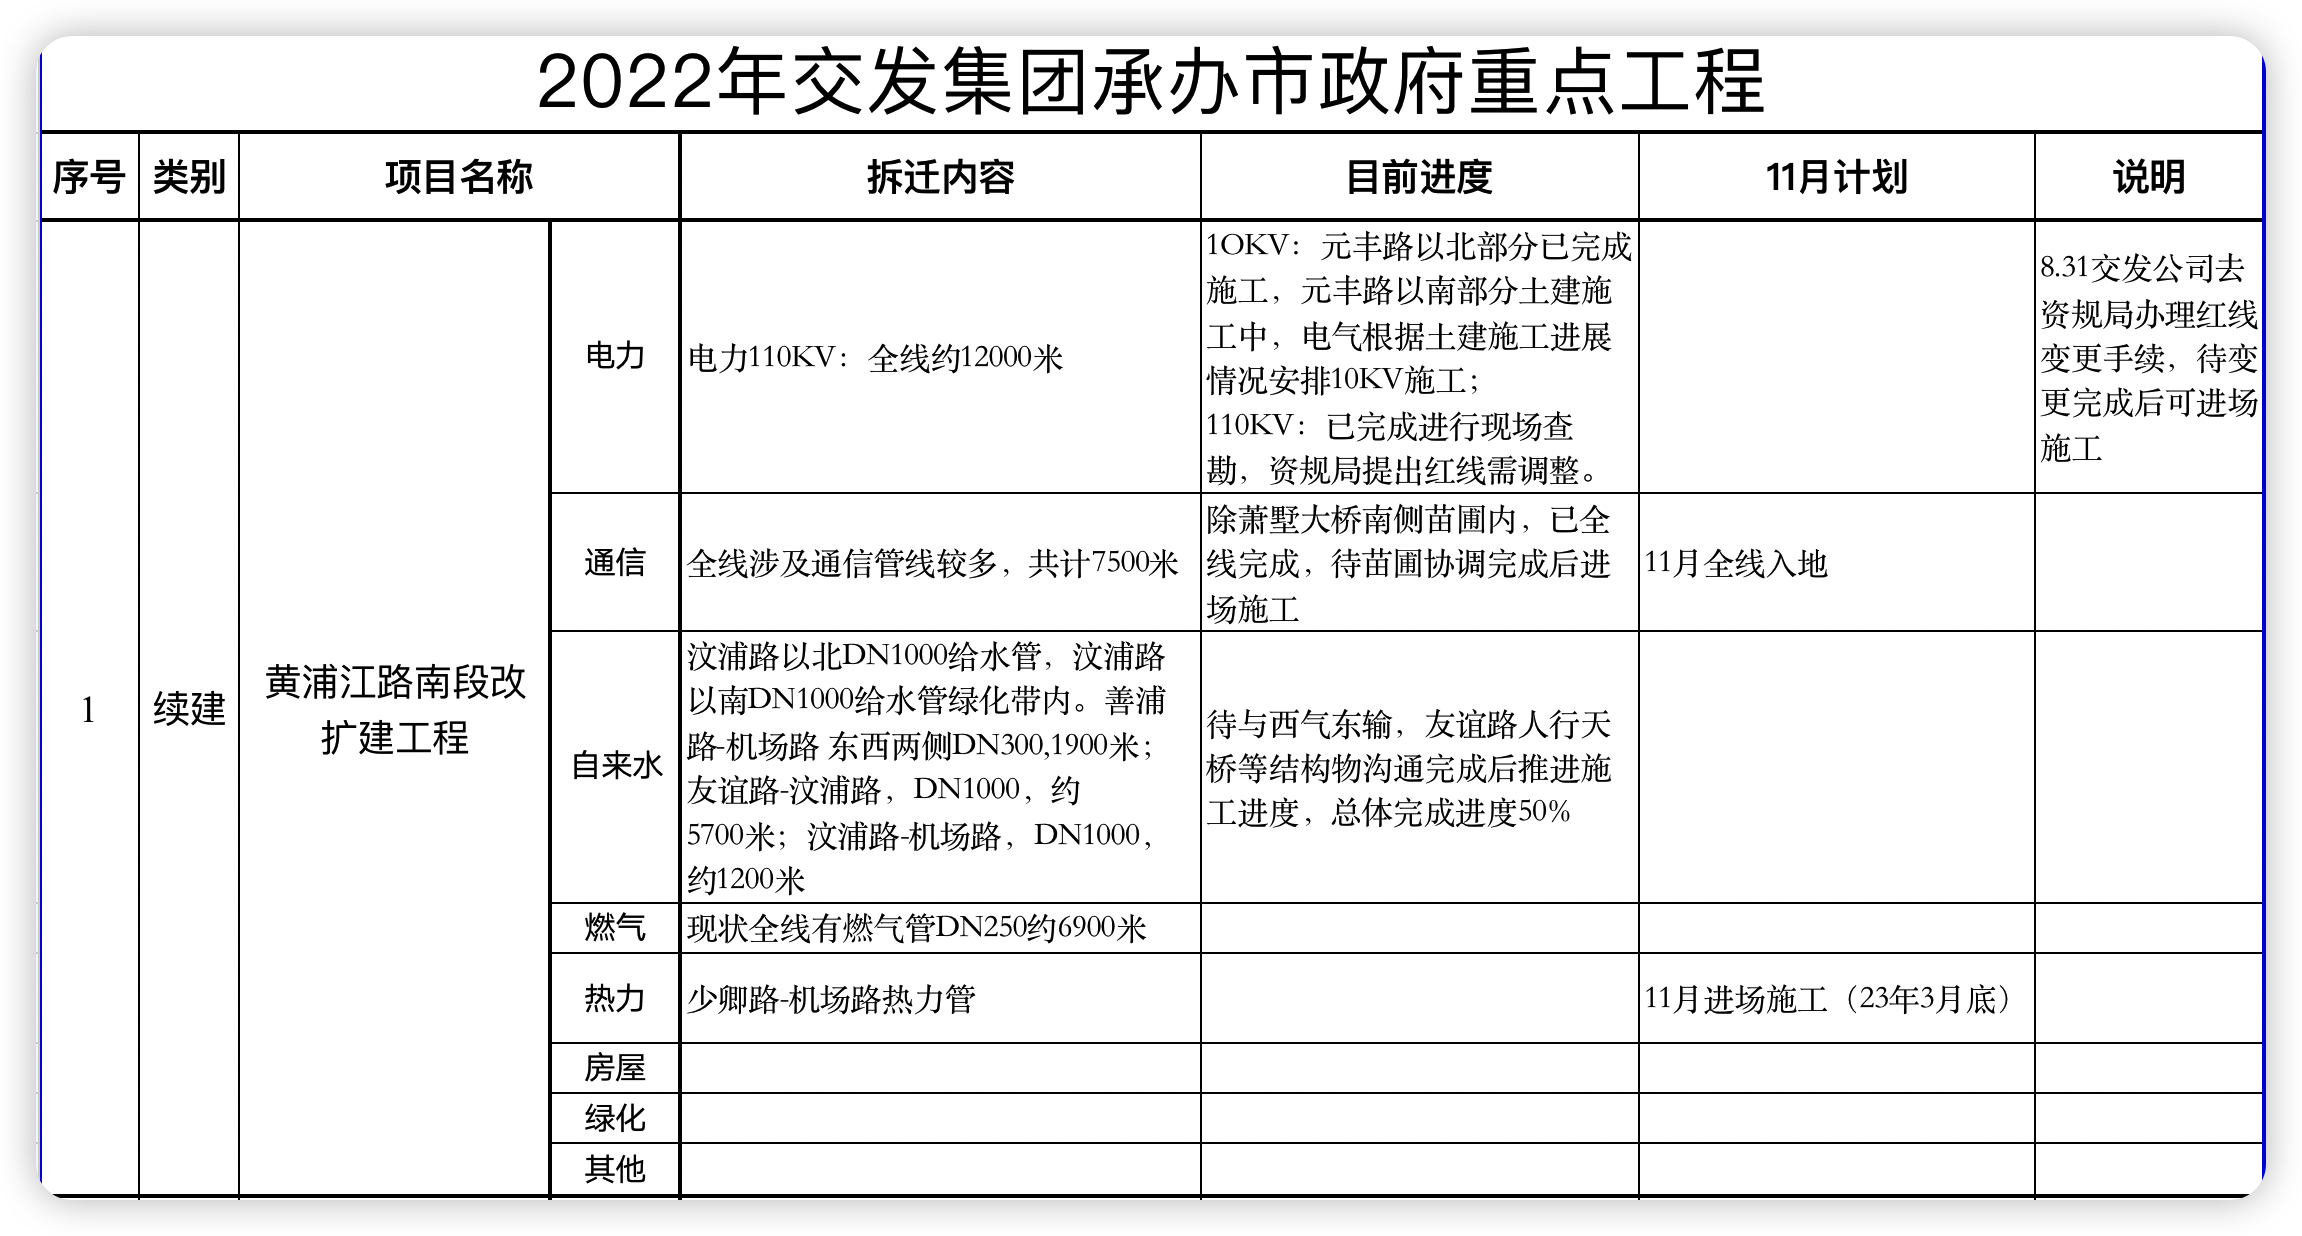 2022年交发集团承办市政府重点工程
序号 类别 项目名称 拆迁内容 目前进度 11月计划 说明
1
续建
黄浦江路南段改
扩建工程
电力
电力110KV：全线约12000米
1OKV：元丰路以北部分已完成
施工，元丰路以南部分土建施
工中，电气根据土建施工进展
情况安排10KV施工；
110KV：已完成进行现场查
勘，资规局提出红线需调整。
8.31交发公司去
资规局办理红线
变更手续，待变
更完成后可进场
施工
通信
全线涉及通信管线较多，共计7500米
除萧墅大桥南侧苗圃内，已全
线完成，待苗圃协调完成后进
场施工
11月全线入地
自来水
汶浦路以北DN1000给水管，汶浦路
以南DN1000给水管绿化带内。善浦
路-机场路 东西两侧DN300,1900米；
友谊路-汶浦路，DN1000，约
5700米；汶浦路-机场路，DN1000，
约1200米
待与西气东输，友谊路人行天
桥等结构物沟通完成后推进施
工进度，总体完成进度50%
燃气
现状全线有燃气管DN250约6900米
热力
少卿路-机场路热力管
11月进场施工（23年3月底）
房屋
绿化
其他